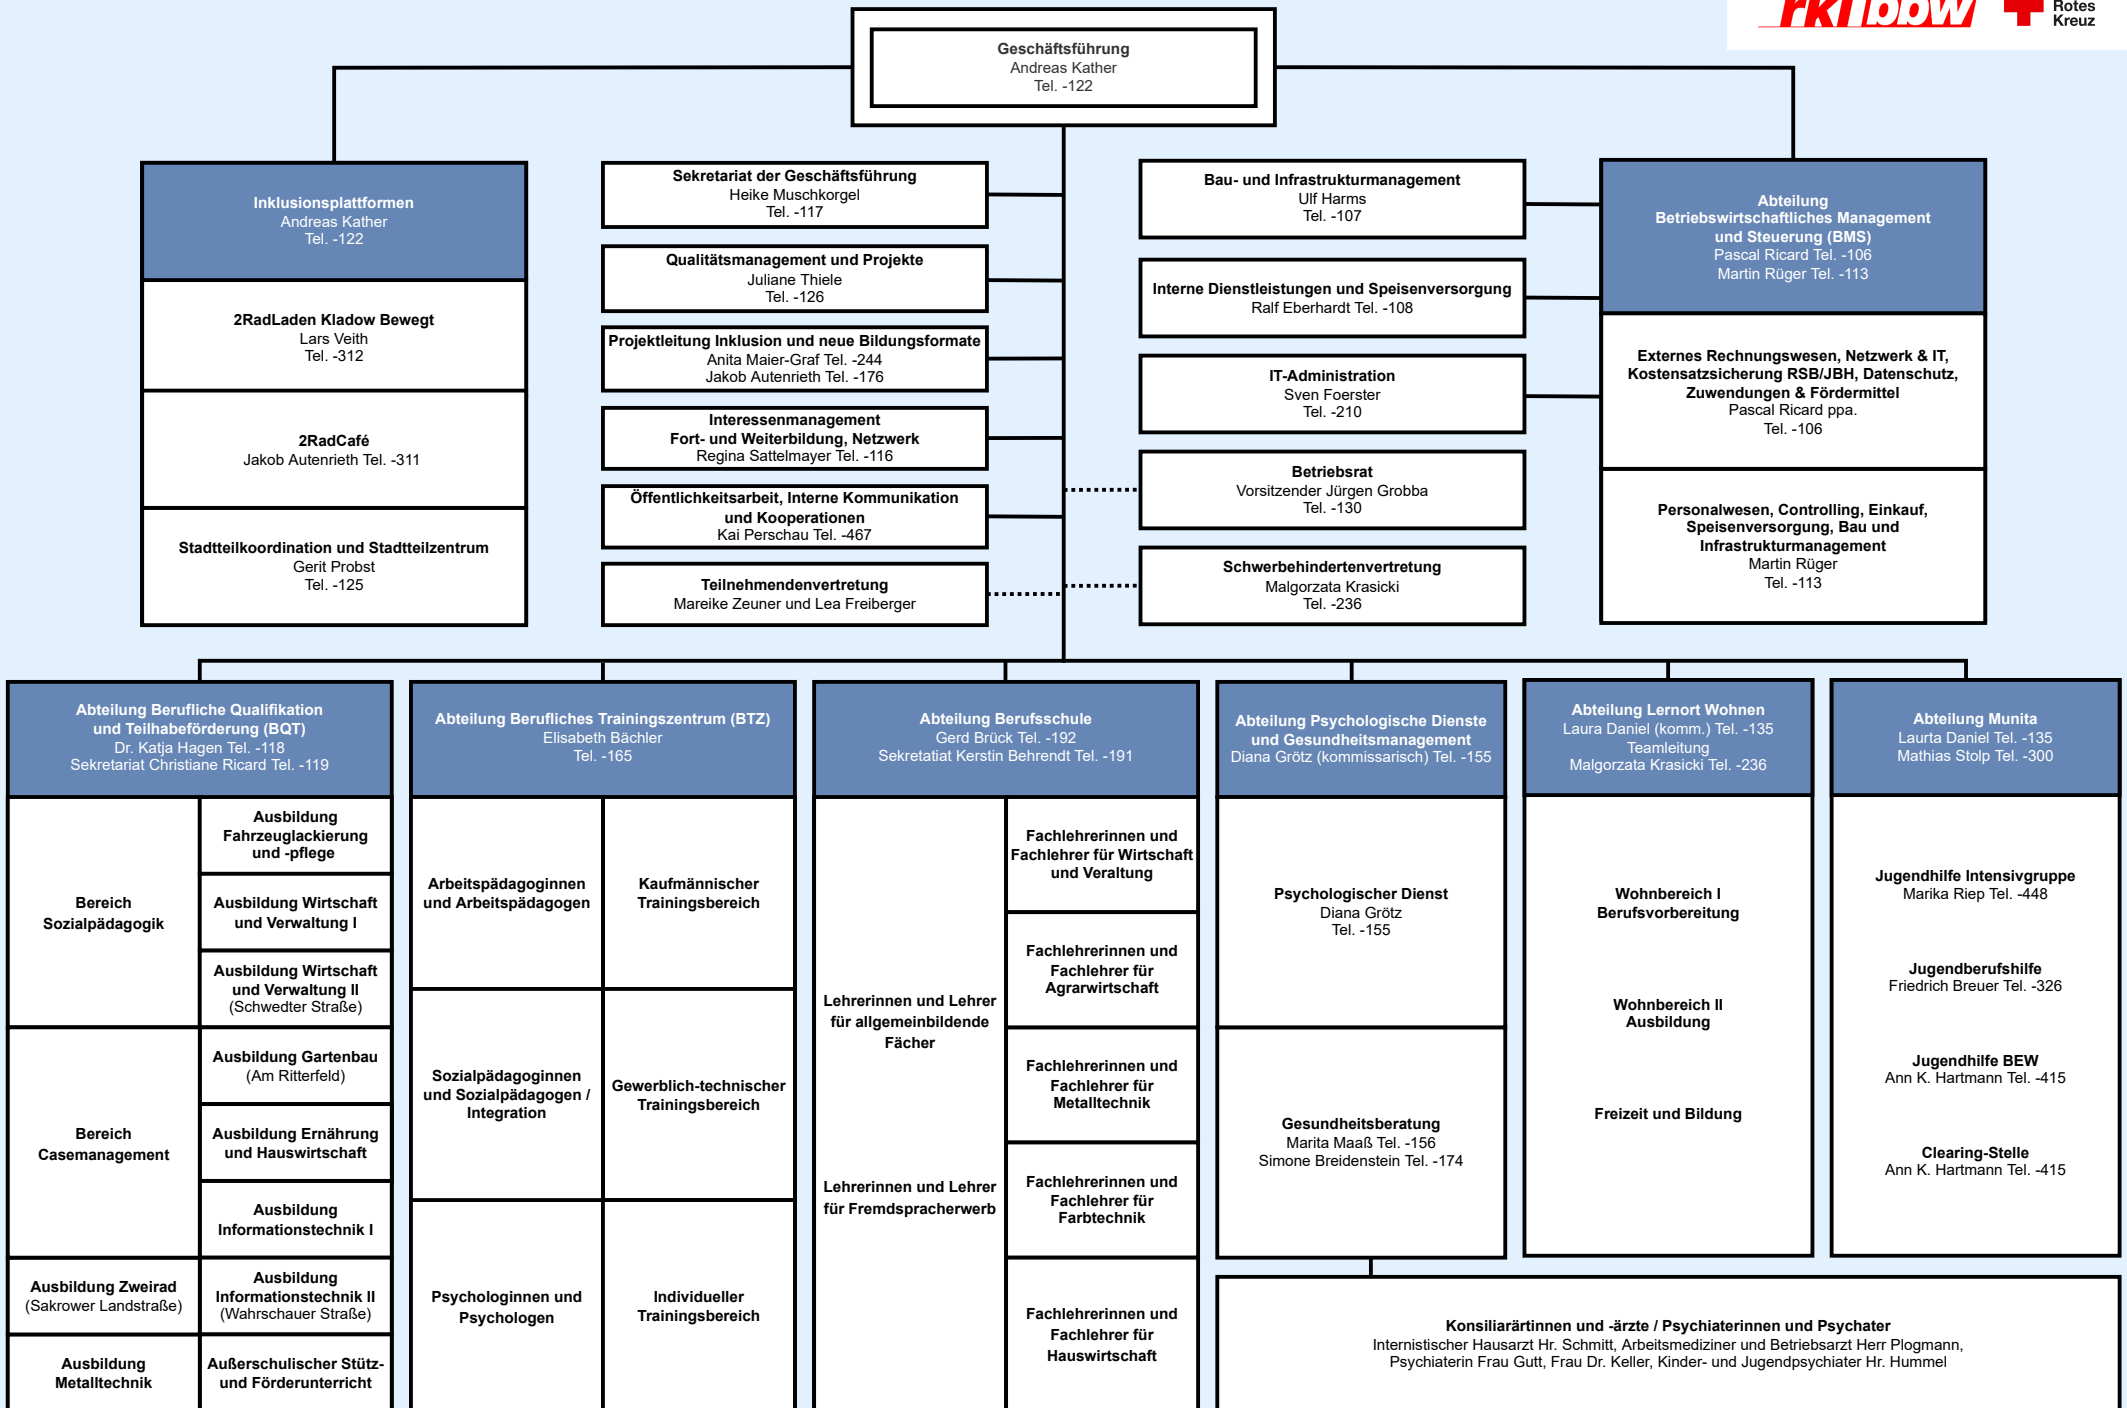 rki bbw
Rotes
Kreuz
Geschäftsführung
Andreas Kather
Tel. -122
Inklusionsplattformen
Andreas Kather
Tel. -122
2RadLaden Kladow Bewegt
Lars Veith
Tel. -312
2RadCafé
Jakob Autenrieth Tel. -311
Stadtteilkoordination und Stadtteilzentrum
Gerit Probst
Tel. -125
Sekretariat der Geschäftsführung
Heike Muschkorgel
Tel. -117
Qualitätsmanagement und Projekte
Juliane Thiele
Tel. -126
Projektleitung Inklusion und neue Bildungsformate
Anita Maier-Graf Tel. -244
Jakob Autenrieth Tel. -176
Interessenmanagement
Fort- und Weiterbildung, Netzwerk
Regina Sattelmayer Tel. -116
Öffentlichkeitsarbeit, Interne Kommunikation
und Kooperationen
Kai Perschau Tel. -467
Teilnehmendenvertretung
Mareike Zeuner und Lea Freiberger
Bau- und Infrastrukturmanagement
Ulf Harms
Tel. -107
Interne Dienstleistungen und Speisenversorgung
Ralf Eberhardt Tel. -108
IT-Administration
Sven Foerster
Tel. -210
Betriebsrat
Vorsitzender Jürgen Grobba
Tel. -130
Schwerbehindertenvertretung
Malgorzata Krasicki
Tel. -236
Abteilung
Betriebswirtschaftliches Management
und Steuerung (BMS)
Pascal Ricard Tel. -106
Martin Rüger Tel. -113
Externes Rechnungswesen, Netzwerk & IT,
Kostensatzsicherung RSB/JBH, Datenschutz,
Zuwendungen & Fördermittel
Pascal Ricard ppa.
Tel. -106
Personalwesen, Controlling, Einkauf,
Speisenversorgung, Bau und
Infrastrukturmanagement
Martin Rüger
Tel. -113
Abteilung Berufliche Qualifikation
und Teilhabeförderung (BQT)
Dr. Katja Hagen Tel. -118
Sekretariat Christiane Ricard Tel. -119
Bereich
Sozialpädagogik
Bereich
Casemanagement
Ausbildung Zweirad
(Sakrower Landstraße)
Ausbildung
Metalltechnik
Ausbildung
Fahrzeuglackierung
und -pflege
Ausbildung Wirtschaft
und Verwaltung I
Ausbildung Wirtschaft
und Verwaltung II
(Schwedter Straße)
Ausbildung Gartenbau
(Am Ritterfeld)
Ausbildung Ernährung
und Hauswirtschaft
Ausbildung
Informationstechnik I
Ausbildung
Informationstechnik II
(Wahrschauer Straße)
Außerschulischer Stütz-
und Förderunterricht
Abteilung Berufliches Trainingszentrum (BTZ)
Elisabeth Bächler
Tel. -165
Arbeitspädagoginnen
und Arbeitspädagogen
Sozialpädagoginnen
und Sozialpädagogen /
Integration
Psychologinnen und
Psychologen
Kaufmännischer
Trainingsbereich
Gewerblich-technischer
Trainingsbereich
Individueller
Trainingsbereich
Abteilung Berufsschule
Gerd Brück Tel. -192
Sekretatiat Kerstin Behrendt Tel. -191
Lehrerinnen und Lehrer
für allgemeinbildende
Fächer
Lehrerinnen und Lehrer
für Fremdspracherwerb
Fachlehrerinnen und
Fachlehrer für Wirtschaft
und Veraltung
Fachlehrerinnen und
Fachlehrer für
Agrarwirtschaft
Fachlehrerinnen und
Fachlehrer für
Metalltechnik
Fachlehrerinnen und
Fachlehrer für
Farbtechnik
Fachlehrerinnen und
Fachlehrer für
Hauswirtschaft
Abteilung Psychologische Dienste
und Gesundheitsmanagement
Diana Grötz (kommissarisch) Tel. -155
Psychologischer Dienst
Diana Grötz
Tel. -155
Gesundheitsberatung
Marita Maaß Tel. -156
Simone Breidenstein Tel. -174
Abteilung Lernort Wohnen
Laura Daniel (komm.) Tel. -135
Teamleitung
Malgorzata Krasicki Tel. -236
Wohnbereich I
Berufsvorbereitung
Wohnbereich II
Ausbildung
Freizeit und Bildung
Abteilung Munita
Laurta Daniel Tel. -135
Mathias Stolp Tel. -300
Jugendhilfe Intensivgruppe
Marika Riep Tel. -448
Jugendberufshilfe
Friedrich Breuer Tel. -326
Jugendhilfe BEW
Ann K. Hartmann Tel. -415
Clearing-Stelle
Ann K. Hartmann Tel. -415
Konsiliarärtinnen und -ärzte / Psychiaterinnen und Psychater
Internistischer Hausarzt Hr. Schmitt, Arbeitsmediziner und Betriebsarzt Herr Plogmann,
Psychiaterin Frau Gutt, Frau Dr. Keller, Kinder- und Jugendpsychiater Hr. Hummel